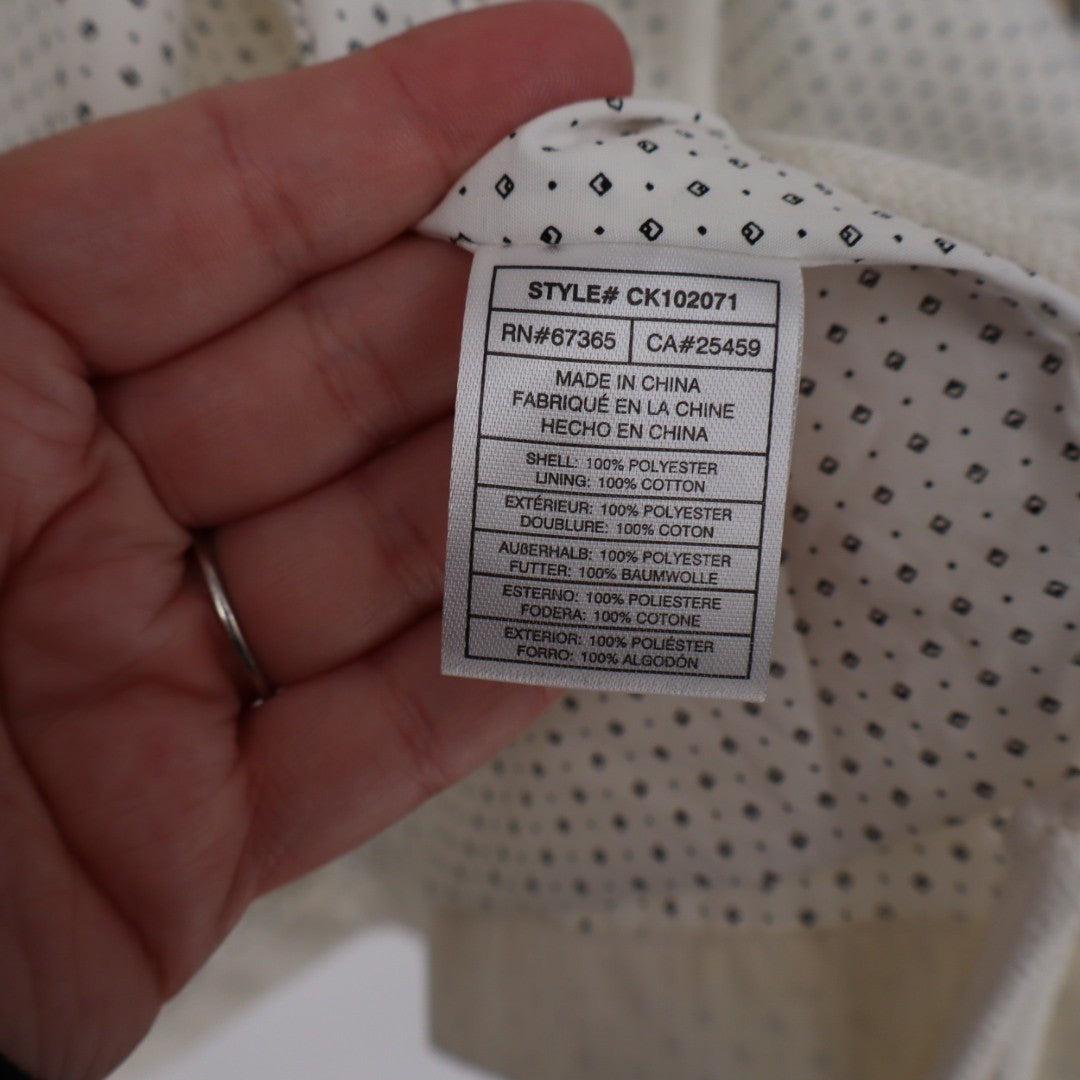 STYLE# CK102071
RN#67365 CA#25459
MADE IN CHINA
FABRIQUÉ EN LA CHINE
HECHO EN CHINA
SHELL: 100% POLYESTER
LINING: 100% COTTON
EXTÉRIEUR: 100% POLYESTER
DOUBLURE: 100% COTON
AUßERHALB: 100% POLYESTER
FUTTER: 100% BAUMWOLLE
ESTERNO: 100% POLIESTERE
FODERA: 100% COTONE
EXTERIOR: 100% POLIÉSTER
FORRO: 100% ALGODÓN